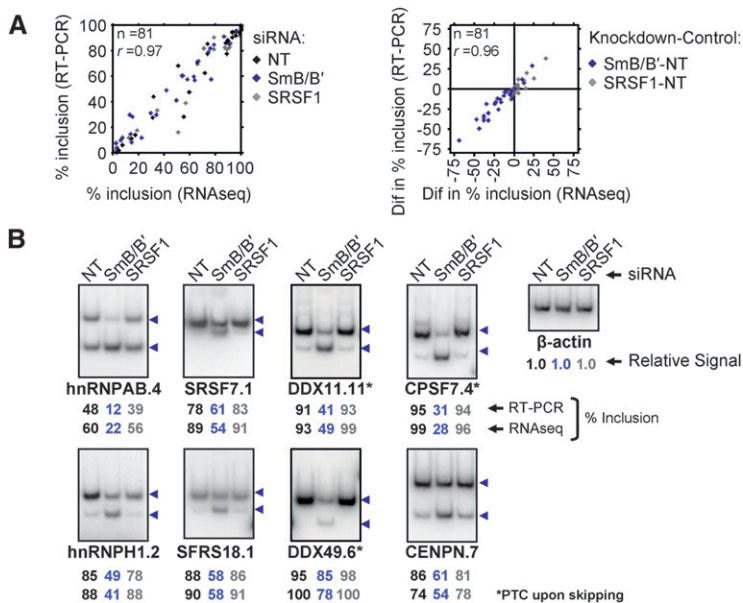 A
n =81
r =0.97
% inclusion (RT-PCR)
100
80
60
40
20
0
0 20 40 60 80 100
% inclusion (RNAseq)
siRNA:
NT
SmB/B′
SRSF1
n =81
r =0.96
Dif in % inclusion (RT-PCR)
75
50
25
0
-25
-50
-75
-75 -50 -25 0 25 50 75
Dif in % inclusion (RNAseq)
Knockdown-Control:
SmB/B′-NT
SRSF1-NT
B
NT SmB/B′ SRSF1
NT SmB/B′ SRSF1
NT SmB/B′ SRSF1
NT SmB/B′ SRSF1
NT SmB/B′ SRSF1
siRNA
hnRNPAB.4
48 12 39
60 22 56
SRSF7.1
78 61 83
89 54 91
DDX11.11*
91 41 93
93 49 99
CPSF7.4*
95 31 94
99 28 96
β-actin
1.0 1.0 1.0
Relative Signal
RT-PCR
RNAseq
% Inclusion
hnRNPH1.2
85 49 78
88 41 88
SFRS18.1
88 58 86
90 58 91
DDX49.6*
95 85 98
100 78 100
CENPN.7
86 61 81
74 54 78
*PTC upon skipping